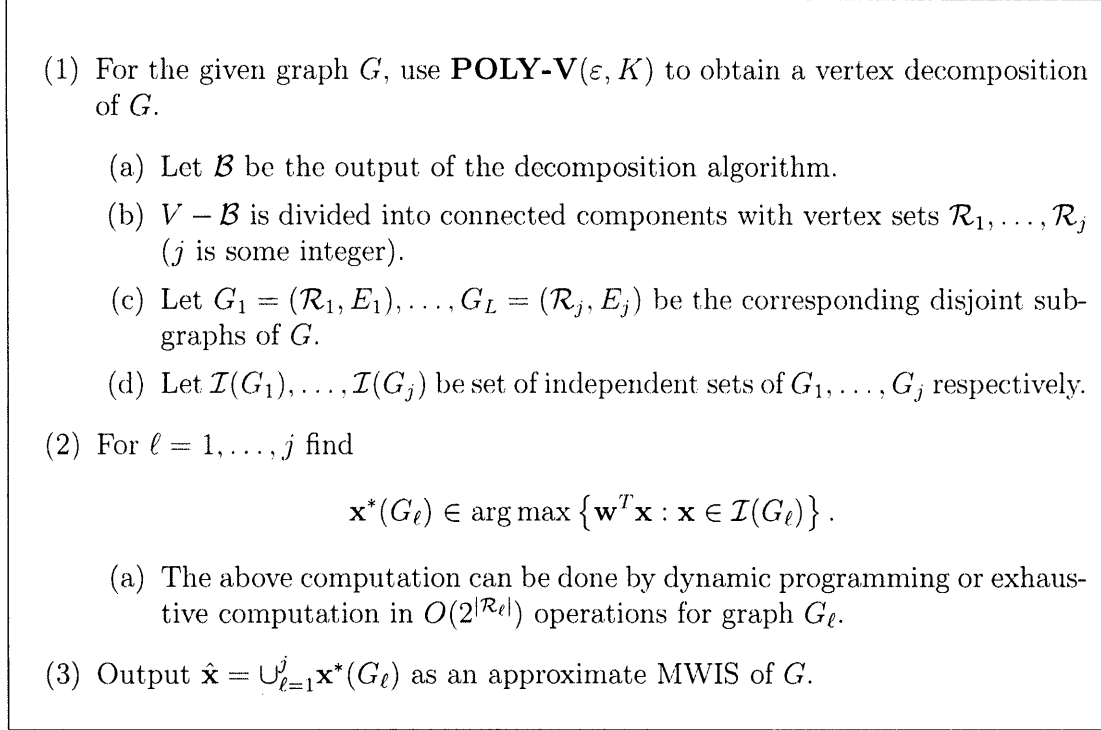 (1) For the given graph G, use POLY-V(ε, K) to obtain a vertex decomposition
of G.
(a) Let B be the output of the decomposition algorithm.
(b) V − B is divided into connected components with vertex sets R₁, . . . , Rⱼ
(j is some integer).
(c) Let G₁ = (R₁, E₁), . . . , G_L = (Rⱼ, Eⱼ) be the corresponding disjoint sub-
graphs of G.
(d) Let I(G₁), . . . , I(Gⱼ) be set of independent sets of G₁, . . . , Gⱼ respectively.
(2) For ℓ = 1, . . . , j find
x*(G_ℓ) ∈ arg max {wᵀx : x ∈ I(G_ℓ)} .
(a) The above computation can be done by dynamic programming or exhaus-
tive computation in O(2^{|R_ℓ|}) operations for graph G_ℓ.
(3) Output x̂ = ∪_{ℓ=1}^{j} x*(G_ℓ) as an approximate MWIS of G.